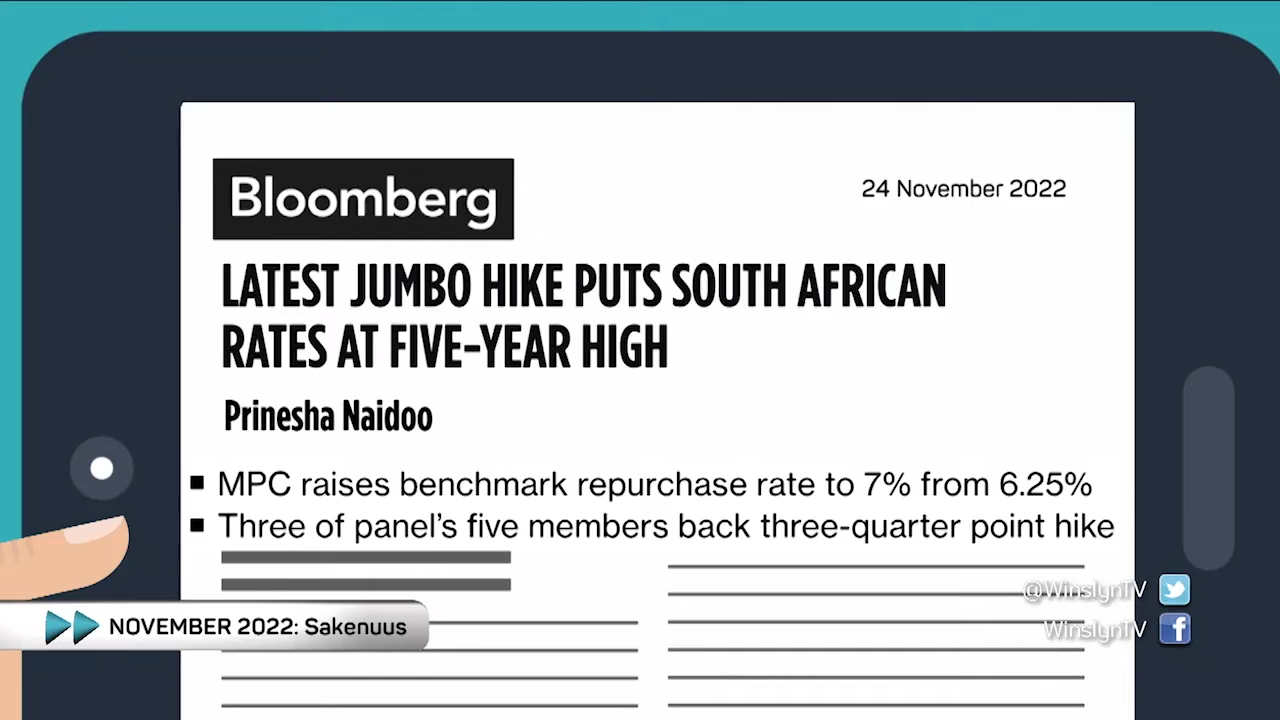 Bloomberg
24 November 2022
LATEST JUMBO HIKE PUTS SOUTH AFRICAN
RATES AT FIVE-YEAR HIGH
Prinesha Naidoo
▪ MPC raises benchmark repurchase rate to 7% from 6.25%
▪ Three of panel's five members back three-quarter point hike
@WinslynTV
WinslynTV
NOVEMBER 2022: Sakenuus